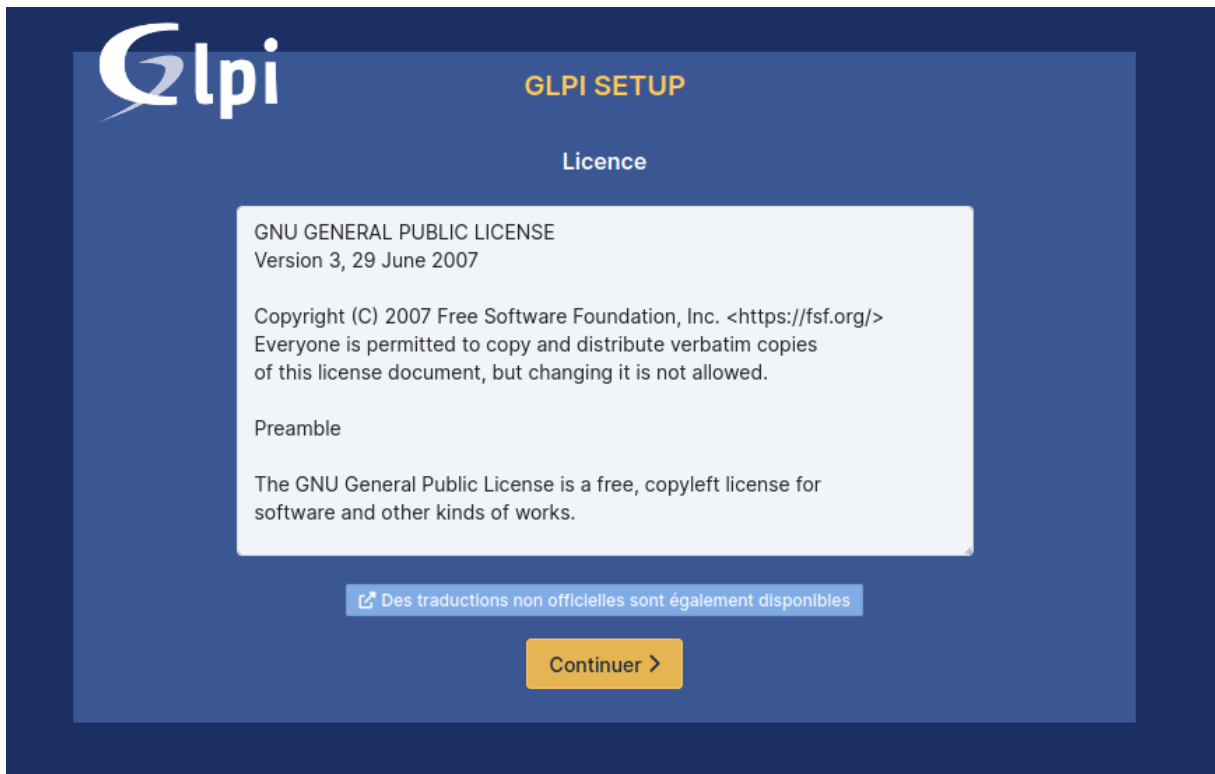 Glpi
GLPI SETUP
Licence
GNU GENERAL PUBLIC LICENSE
Version 3, 29 June 2007
Copyright (C) 2007 Free Software Foundation, Inc. <https://fsf.org/>
Everyone is permitted to copy and distribute verbatim copies
of this license document, but changing it is not allowed.
Preamble
The GNU General Public License is a free, copyleft license for
software and other kinds of works.
Des traductions non officielles sont également disponibles
Continuer